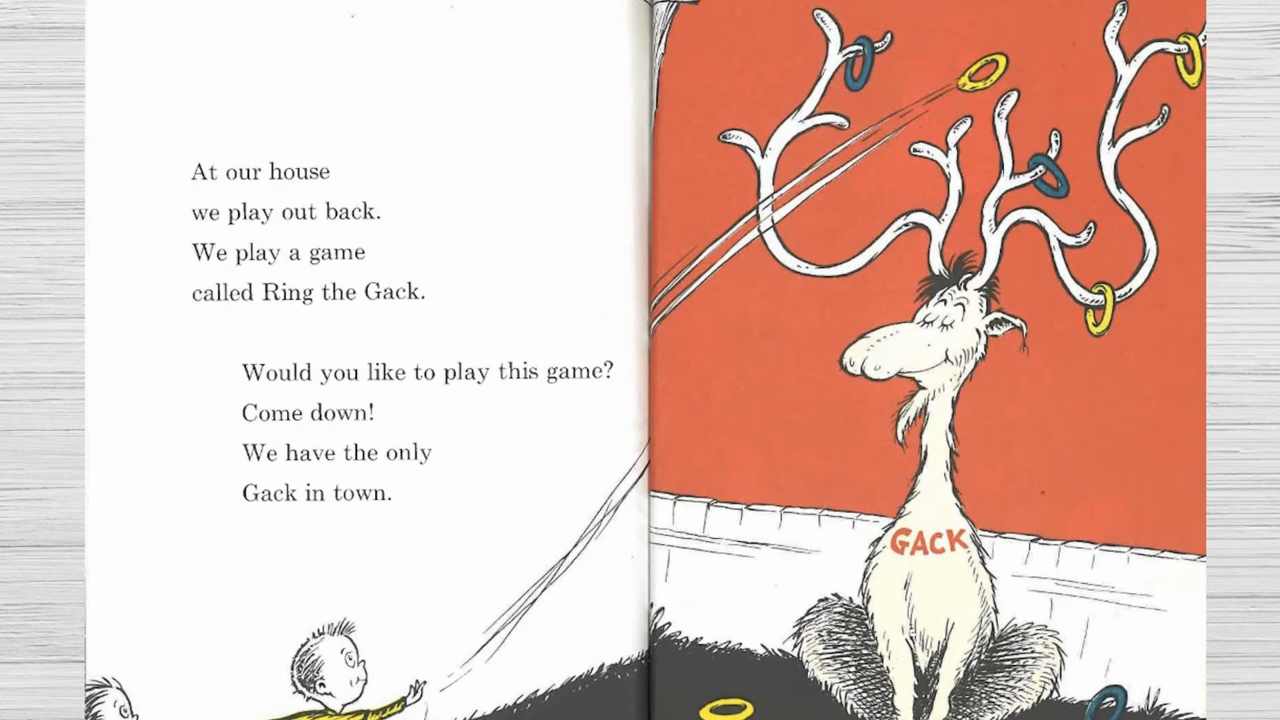 At our house
we play out back.
We play a game
called Ring the Gack.
Would you like to play this game?
Come down!
We have the only
Gack in town.
GACK